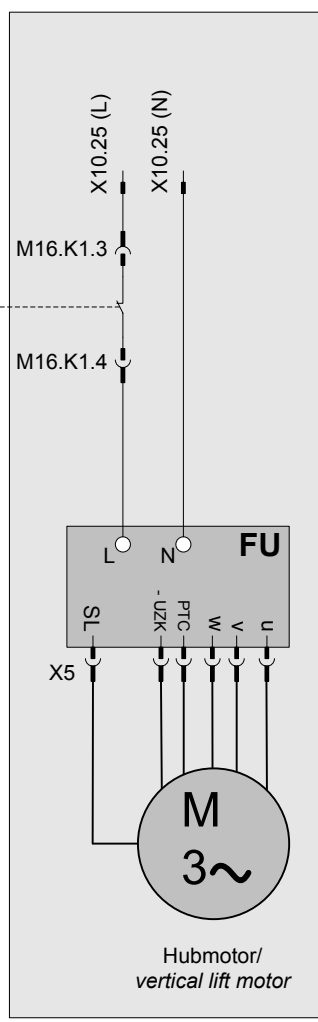 X10.25 (L)
X10.25 (N)
M16.K1.3
M16.K1.4
L
N
FU
SL
- UZK
PTC
w
v
u
X5
M
3~
Hubmotor/
vertical lift motor